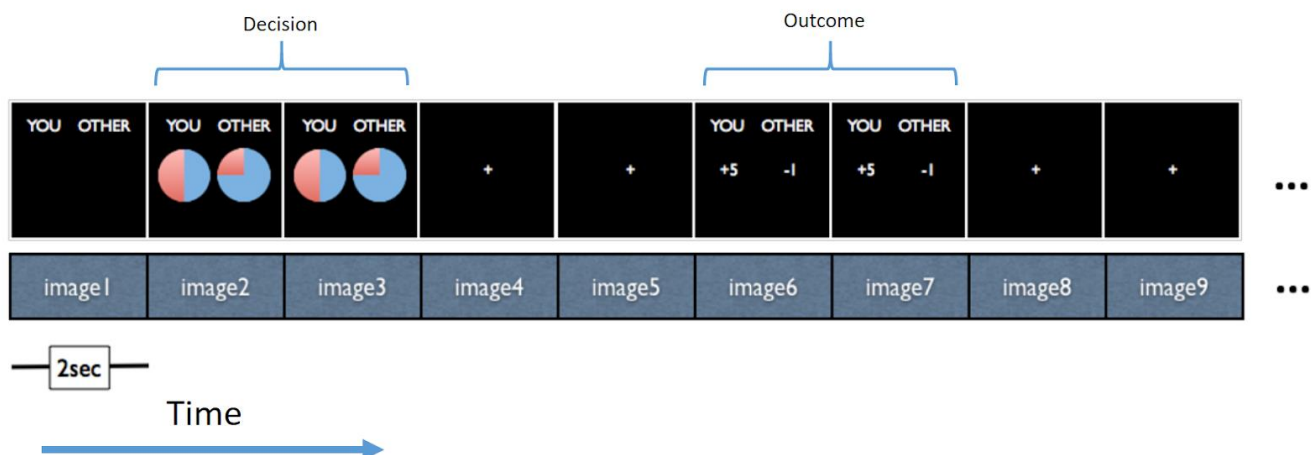 Decision
Outcome
YOU OTHER
YOU OTHER
YOU OTHER
+
+
YOU OTHER
+5 -1
YOU OTHER
+5 -1
+
+
...
image1
image2
image3
image4
image5
image6
image7
image8
image9
...
2sec
Time